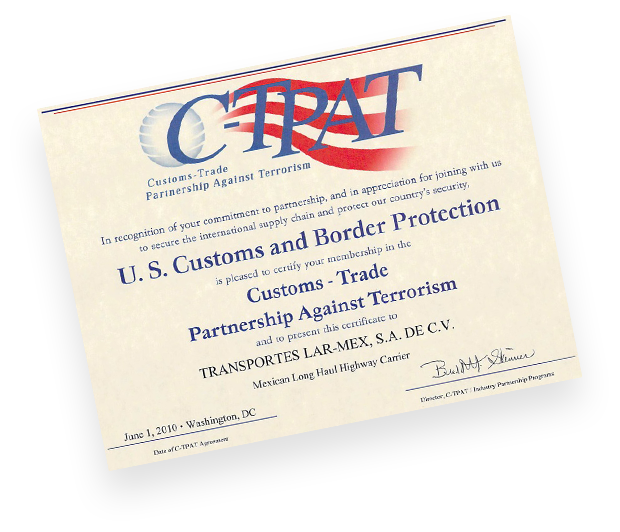 C-TPAT
Customs-Trade
Partnership Against Terrorism
In recognition of your commitment to partnership, and in appreciation for joining with us
to secure the international supply chain and protect our country's security,
U. S. Customs and Border Protection
is pleased to certify your membership in the
Customs - Trade
Partnership Against Terrorism
and to present this certificate to
TRANSPORTES LAR-MEX, S.A. DE C.V.
Mexican Long Haul Highway Carrier
June 1, 2010 • Washington, DC
Date of C-TPAT Agreement
Director, C-TPAT / Industry Partnership Programs